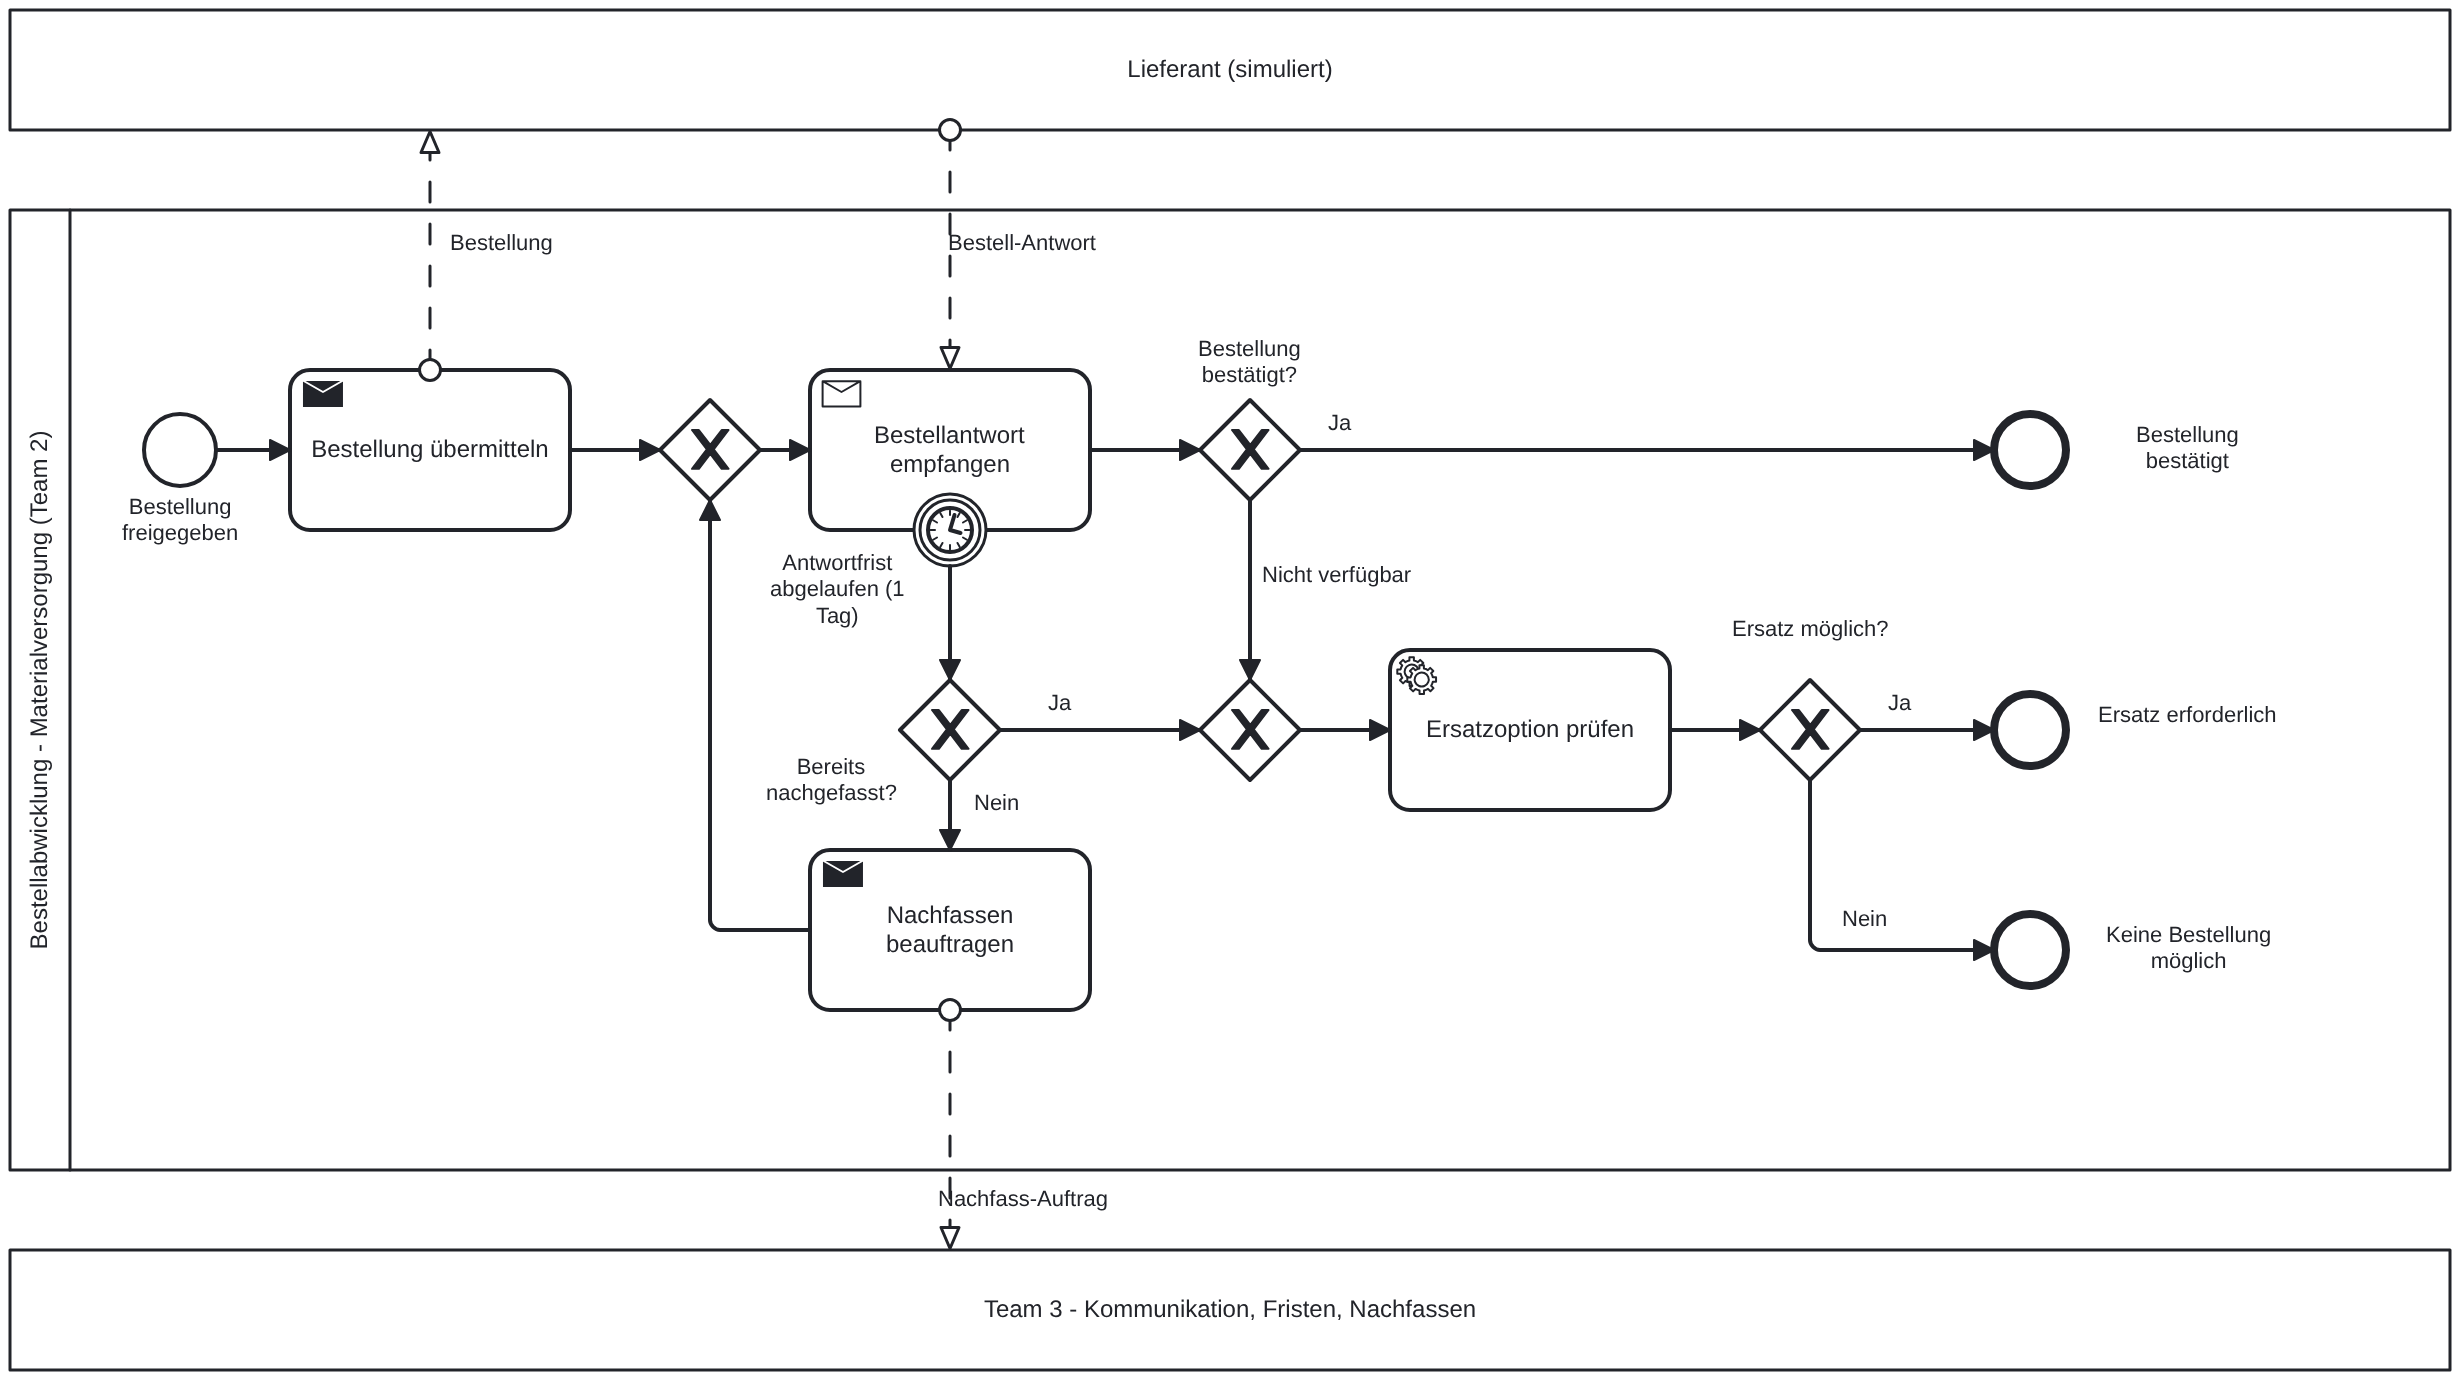 Lieferant (simuliert)
Bestellabwicklung - Materialversorgung (Team 2)
Bestellung
Bestell-Antwort
Bestellung
freigegeben
Bestellung übermitteln
Bestellantwort
empfangen
Bestellung
bestätigt?
Ja
Bestellung
bestätigt
Antwortfrist
abgelaufen (1
Tag)
Nicht verfügbar
Bereits
nachgefasst?
Ja
Nein
Ersatzoption prüfen
Ersatz möglich?
Ja
Ersatz erforderlich
Nachfassen
beauftragen
Nein
Keine Bestellung
möglich
Nachfass-Auftrag
Team 3 - Kommunikation, Fristen, Nachfassen